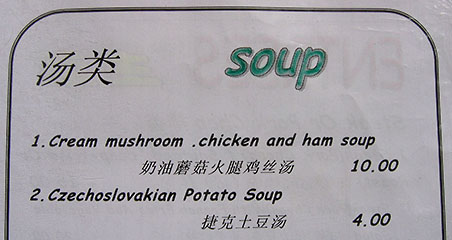 汤类 soup
1.Cream mushroom .chicken and ham soup
奶油蘑菇火腿鸡丝汤 10.00
2.Czechoslovakian Potato Soup
捷克土豆汤 4.00